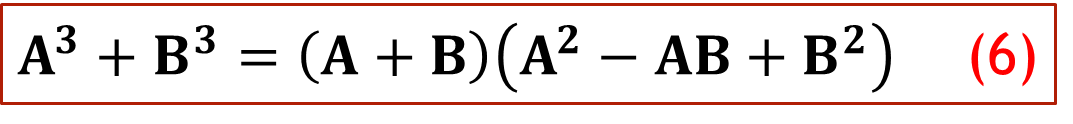 A³ + B³ = (A + B)(A² − AB + B²) (6)